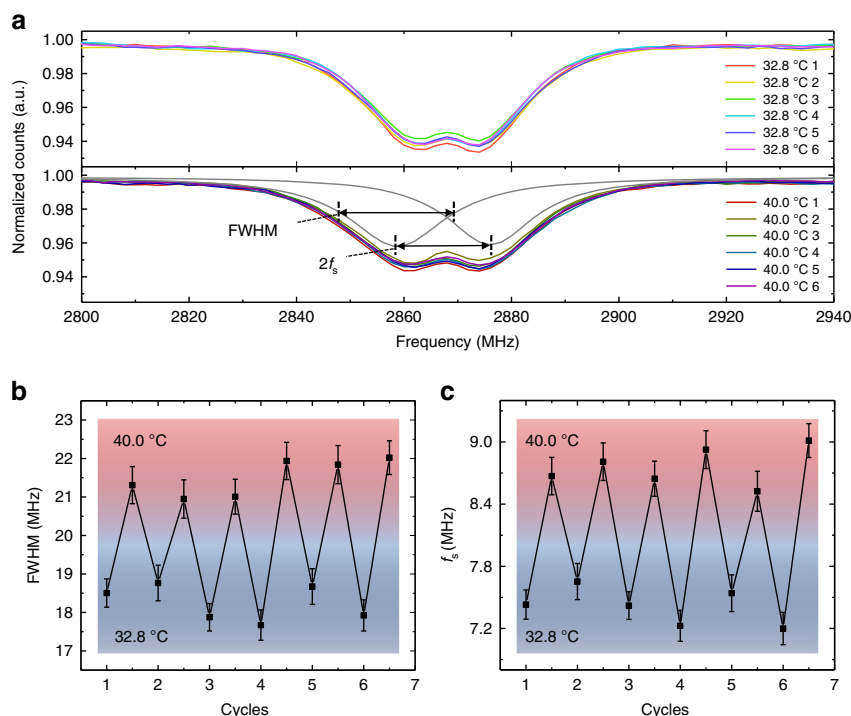 a
1.00
0.98
0.96
0.94
Normalized counts (a.u.)
32.8 °C 1
32.8 °C 2
32.8 °C 3
32.8 °C 4
32.8 °C 5
32.8 °C 6
1.00
0.98
0.96
0.94
FWHM
2fs
40.0 °C 1
40.0 °C 2
40.0 °C 3
40.0 °C 4
40.0 °C 5
40.0 °C 6
2800 2820 2840 2860 2880 2900 2920 2940
Frequency (MHz)
b
23
22
21
20
19
18
17
FWHM (MHz)
40.0 °C
32.8 °C
1 2 3 4 5 6 7
Cycles
c
9.0
8.4
7.8
7.2
fs (MHz)
40.0 °C
32.8 °C
1 2 3 4 5 6 7
Cycles